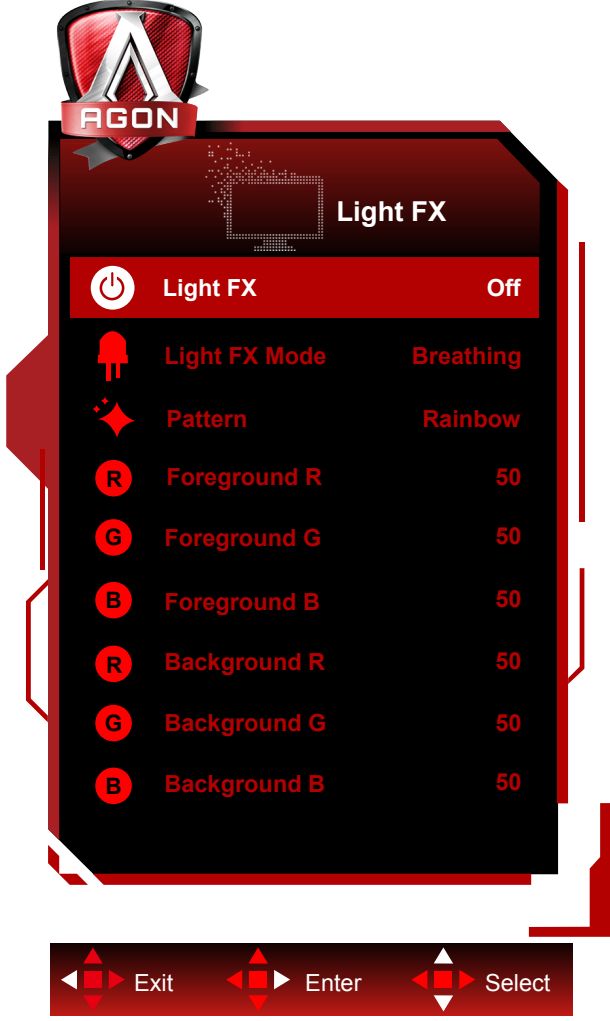 AGON
Light FX
Light FX Off
Light FX Mode Breathing
Pattern Rainbow
R Foreground R 50
G Foreground G 50
B Foreground B 50
R Background R 50
G Background G 50
B Background B 50
Exit Enter Select